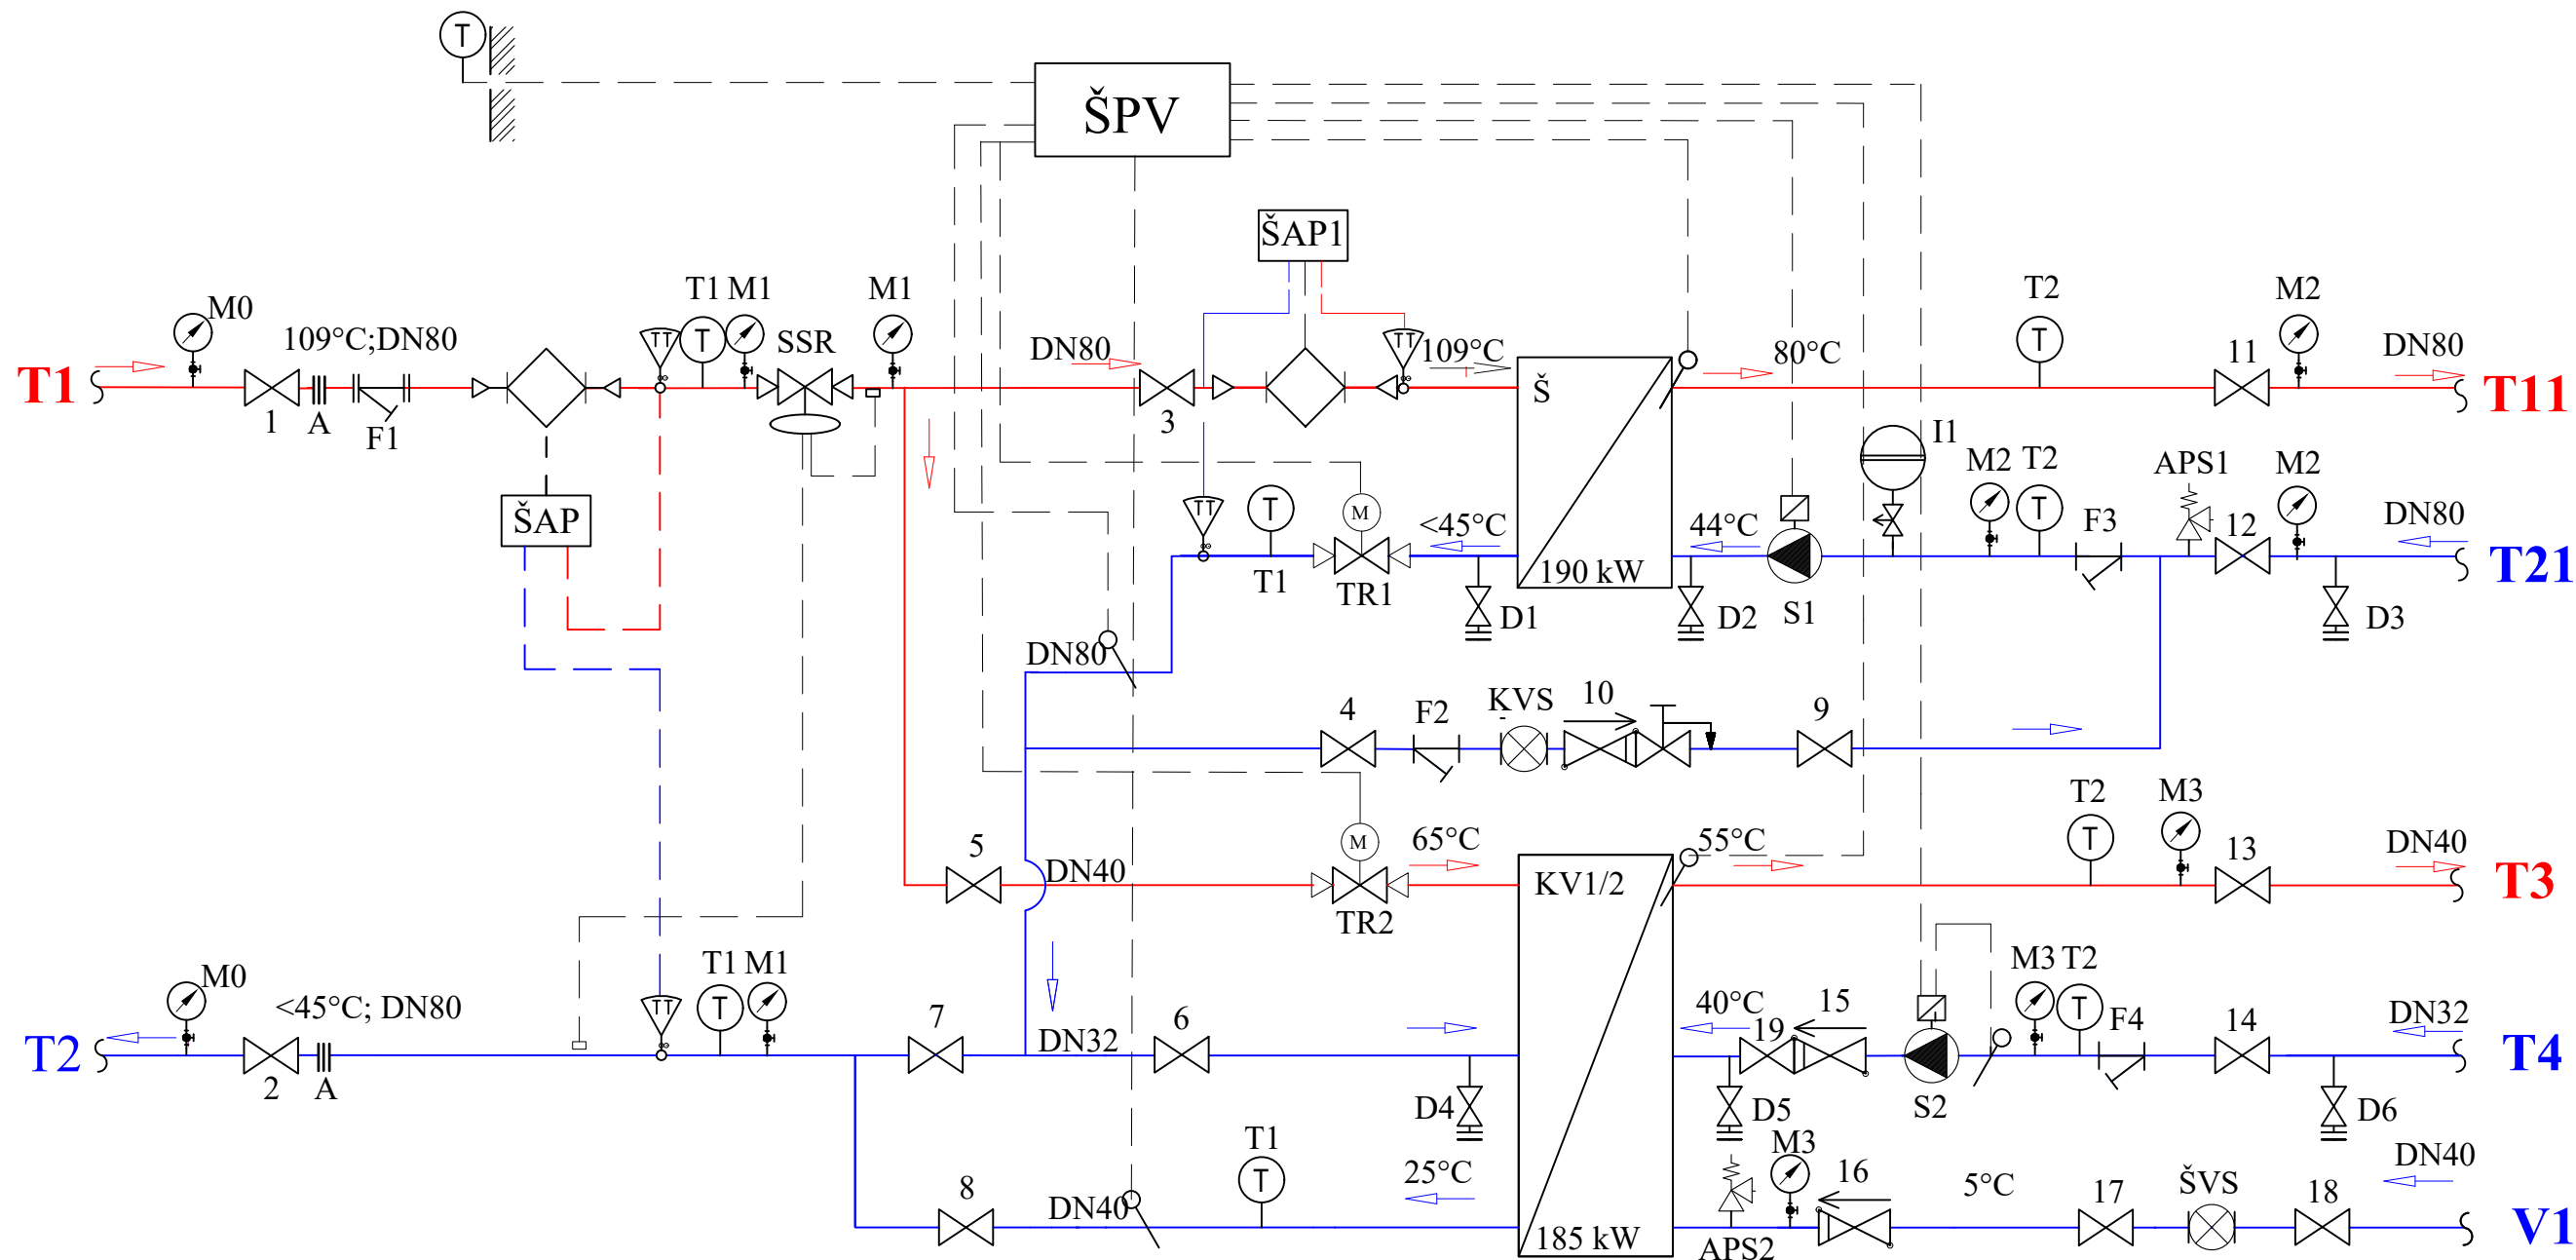 T
ŠPV
ŠAP1
M0
109°C;DN80
TT
T1
M1
T
SSR
M1
DN80
TT
109°C
80°C
T2
T
M2
11
DN80
T1
1
A
F1
3
Š
T11
I1
ŠAP
TT
T
M
<45°C
44°C
M2
T2
T
F3
APS1
12
M2
DN80
T1
TR1
190 kW
S1
T21
D1
D2
D3
DN80
4
F2
KVS
10
9
5
DN40
M
65°C
TR2
KV1/2
55°C
T2
T
M3
13
DN40
T3
M0
<45°C; DN80
TT
T1
T
M1
7
DN32
6
40°C
15
19
M3
T2
T
F4
14
DN32
T2
2
A
S2
T4
D4
D5
D6
8
DN40
T1
T
25°C
M3
16
5°C
17
ŠVS
18
DN40
185 kW
APS2
V1